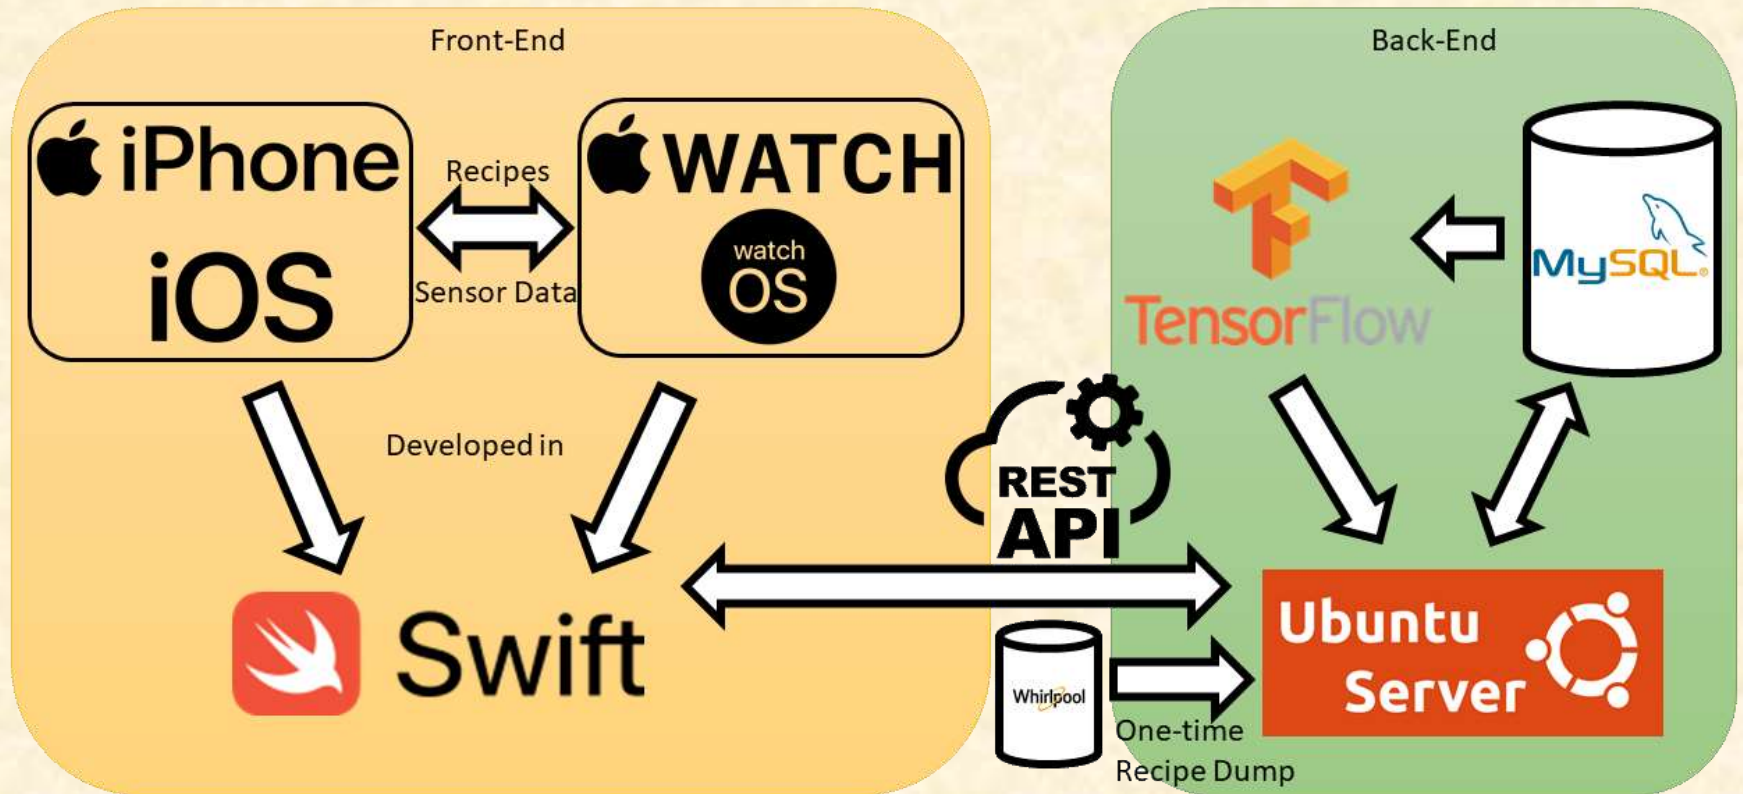 Front-End
Back-End
iPhone
iOS
Recipes
Sensor Data
WATCH
watch
OS
TensorFlow
MySQL®
Developed in
REST
API
Swift
Ubuntu
Server
Whirlpool
One-time
Recipe Dump